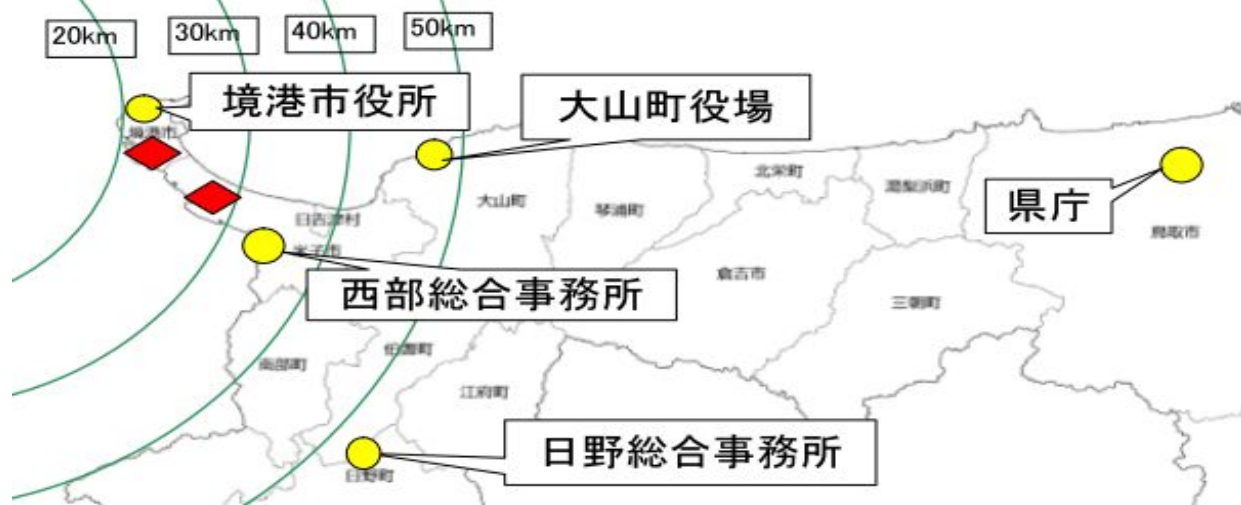 20km
30km
40km
50km
境港市役所
大山町役場
境港市
北栄町
湯梨浜町
県庁
大山町
琴浦町
日吉津村
鳥取市
米子市
倉吉市
西部総合事務所
三朝町
伯耆町
南部町
江府町
日野総合事務所
日野町